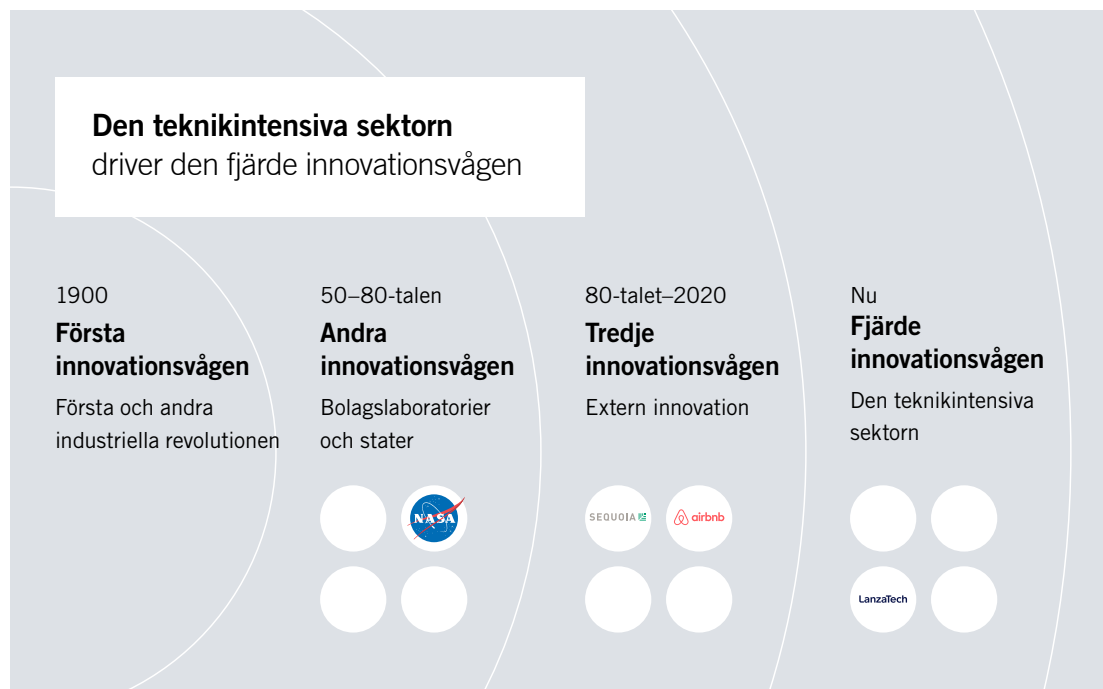 Den teknikintensiva sektorn
driver den fjärde innovationsvågen
1900
Första
innovationsvågen
Första och andra
industriella revolutionen
50–80-talen
Andra
innovationsvågen
Bolagslaboratorier
och stater
NASA
80-talet–2020
Tredje
innovationsvågen
Extern innovation
SEQUOIA
airbnb
Nu
Fjärde
innovationsvågen
Den teknikintensiva
sektorn
LanzaTech